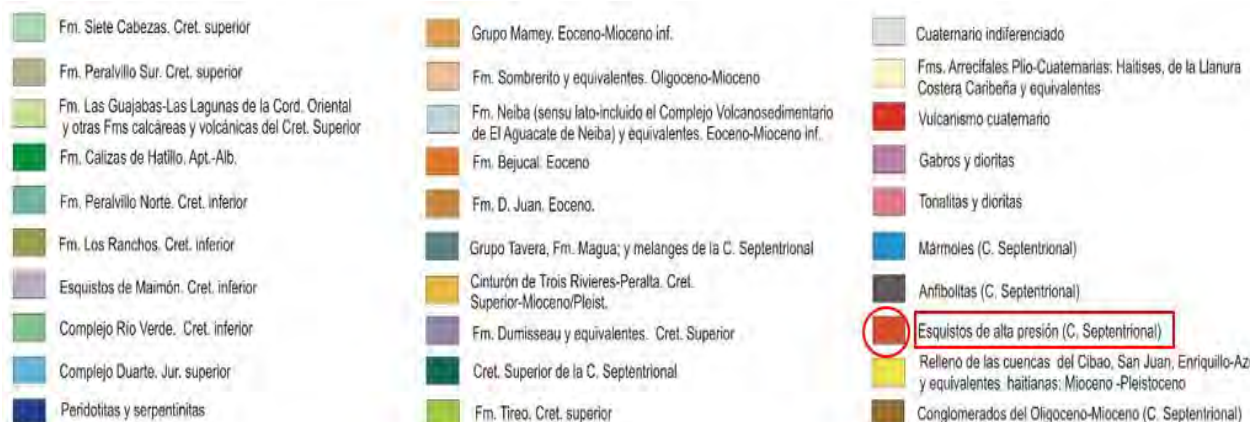 Fm. Siete Cabezas. Cret. superior
Fm. Peralvillo Sur. Cret. superior
Fm. Las Guajabas-Las Lagunas de la Cord. Oriental
y otras Fms calcáreas y volcánicas del Cret. Superior
Fm. Calizas de Hatillo. Apt.-Alb.
Fm. Peralvillo Norte. Cret. inferior
Fm. Los Ranchos. Cret. inferior
Esquistos de Maimón. Cret. inferior
Complejo Rio Verde. Cret. inferior
Complejo Duarte. Jur. superior
Peridotitas y serpentinitas
Grupo Mamey. Eoceno-Mioceno inf.
Fm. Sombrerito y equivalentes. Oligoceno-Mioceno
Fm. Neiba (sensu lato-incluido el Complejo Volcanosedimentario
de El Aguacate de Neiba) y equivalentes. Eoceno-Mioceno inf.
Fm. Bejucal. Eoceno
Fm. D. Juan. Eoceno.
Grupo Tavera, Fm. Magua; y melanges de la C. Septentrional
Cinturón de Trois Rivieres-Peralta. Cret.
Superior-Mioceno/Pleist.
Fm. Dumisseau y equivalentes. Cret. Superior
Cret. Superior de la C. Septentrional
Fm. Tireo. Cret. superior
Cuaternario indiferenciado
Fms. Arrecifales Plio-Cuaternarias: Haitises, de la Llanura
Costera Caribeña y equivalentes
Vulcanismo cuaternario
Gabros y dioritas
Tonalitas y dioritas
Mármoles (C. Septentrional)
Anfibolitas (C. Septentrional)
Esquistos de alta presión (C. Septentrional)
Relleno de las cuencas del Cibao, San Juan, Enriquillo-Az
y equivalentes haitianas: Mioceno -Pleistoceno
Conglomerados del Oligoceno-Mioceno (C. Septentrional)